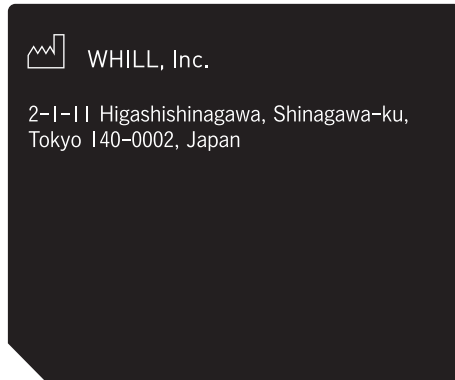 WHILL, Inc.
2-1-11 Higashishinagawa, Shinagawa-ku,
Tokyo 140-0002, Japan